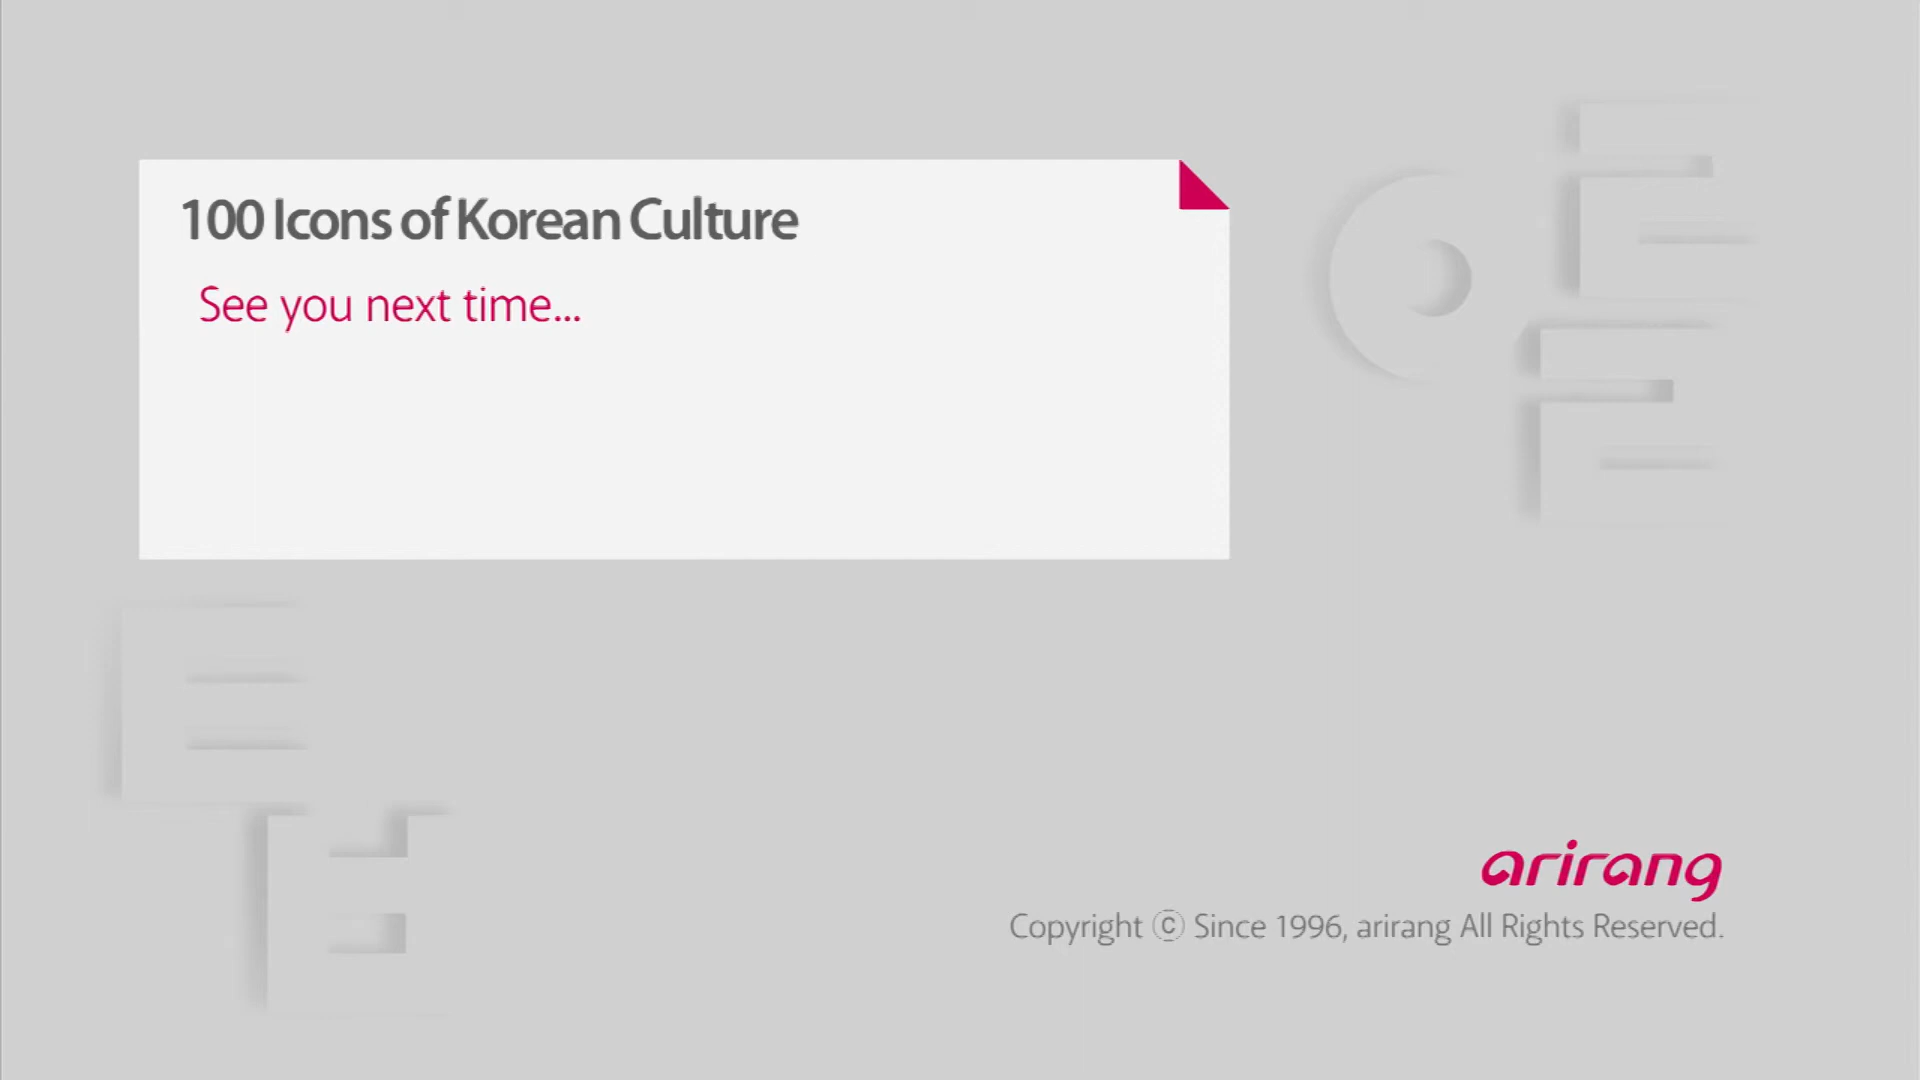 100 Icons of Korean Culture
See you next time...
arirang
Copyright ⓒ Since 1996, arirang All Rights Reserved.